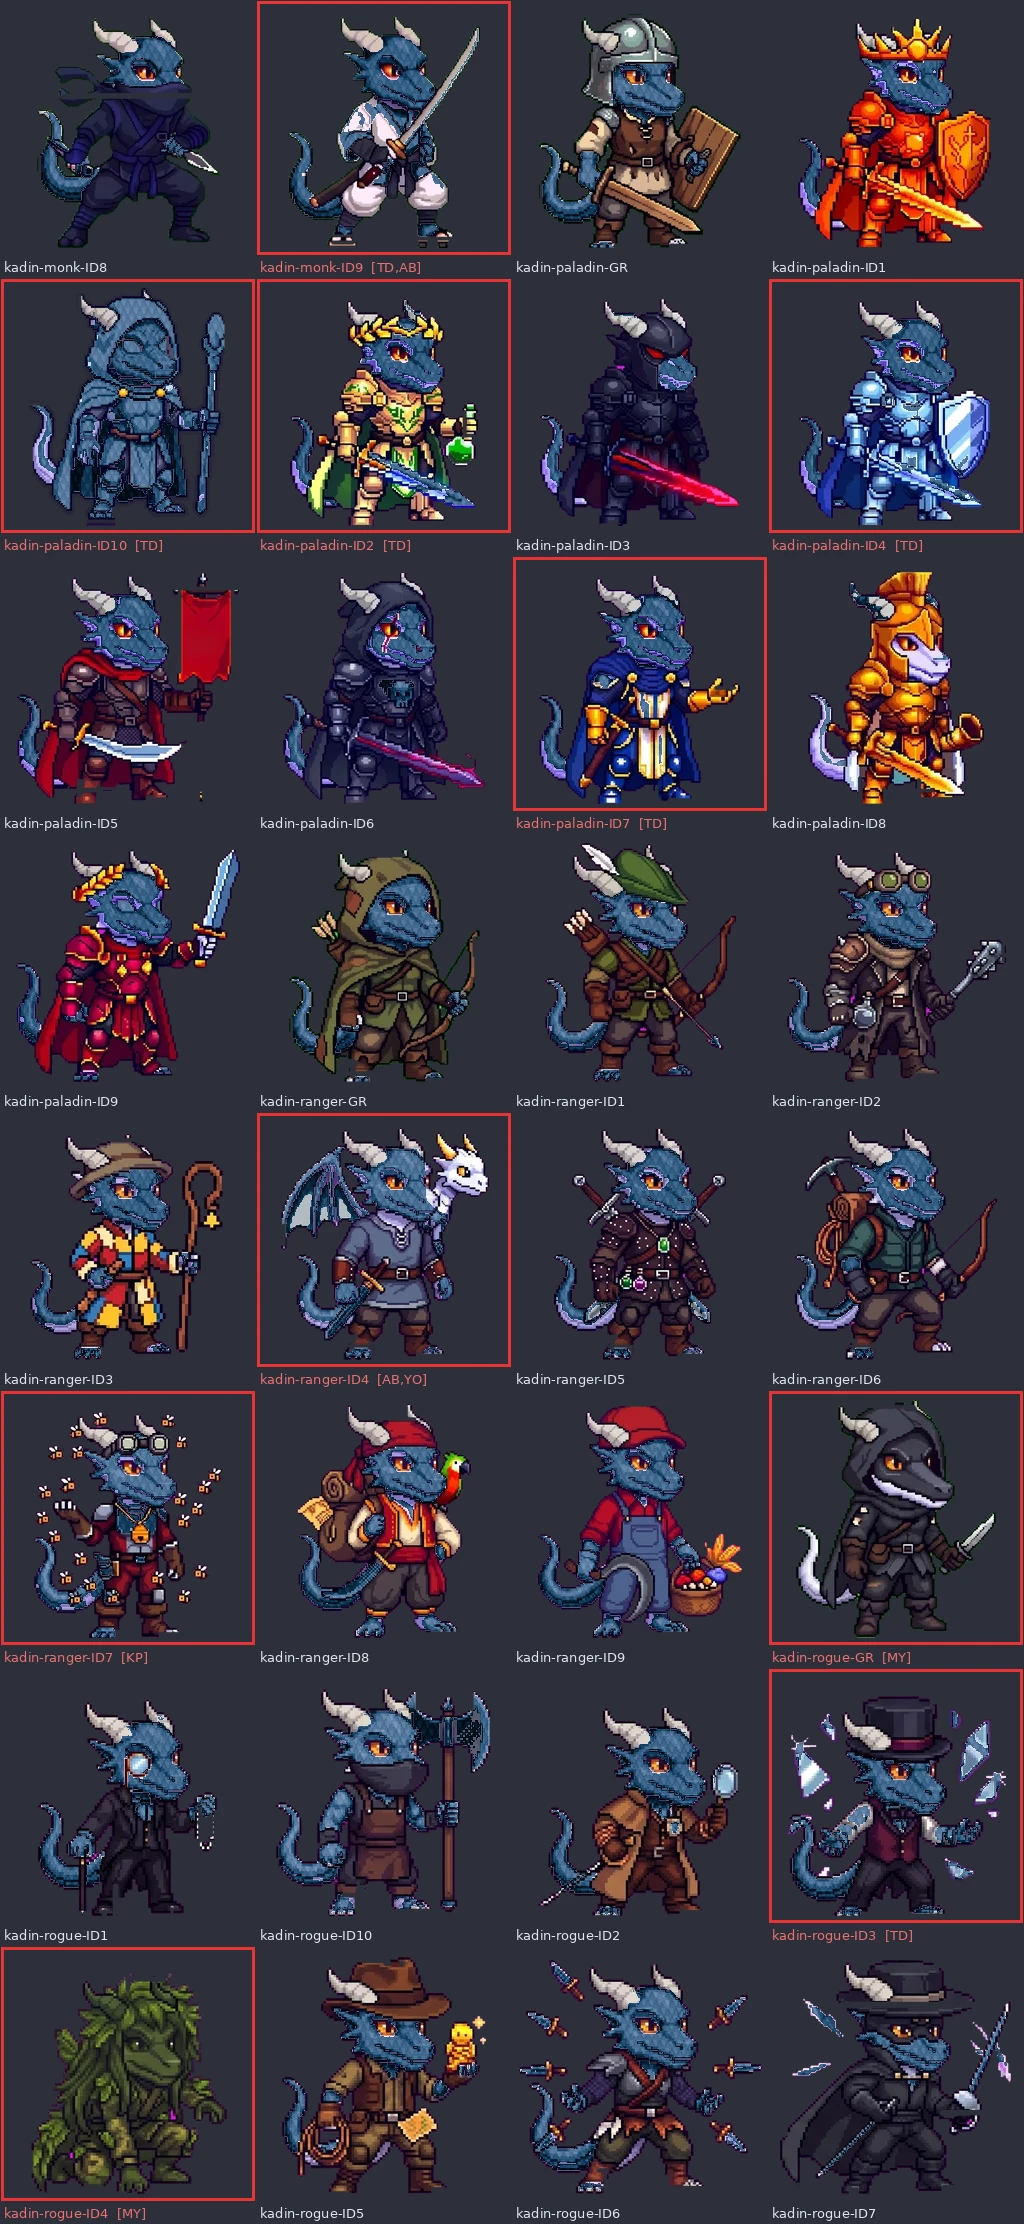 kadin-monk-ID8
kadin-monk-ID9 [TD,AB]
kadin-paladin-GR
kadin-paladin-ID1
kadin-paladin-ID10 [TD]
kadin-paladin-ID2 [TD]
kadin-paladin-ID3
kadin-paladin-ID4 [TD]
kadin-paladin-ID5
kadin-paladin-ID6
kadin-paladin-ID7 [TD]
kadin-paladin-ID8
kadin-paladin-ID9
kadin-ranger-GR
kadin-ranger-ID1
kadin-ranger-ID2
kadin-ranger-ID3
kadin-ranger-ID4 [AB,YO]
kadin-ranger-ID5
kadin-ranger-ID6
kadin-ranger-ID7 [KP]
kadin-ranger-ID8
kadin-ranger-ID9
kadin-rogue-GR [MY]
kadin-rogue-ID1
kadin-rogue-ID10
kadin-rogue-ID2
kadin-rogue-ID3 [TD]
kadin-rogue-ID4 [MY]
kadin-rogue-ID5
kadin-rogue-ID6
kadin-rogue-ID7